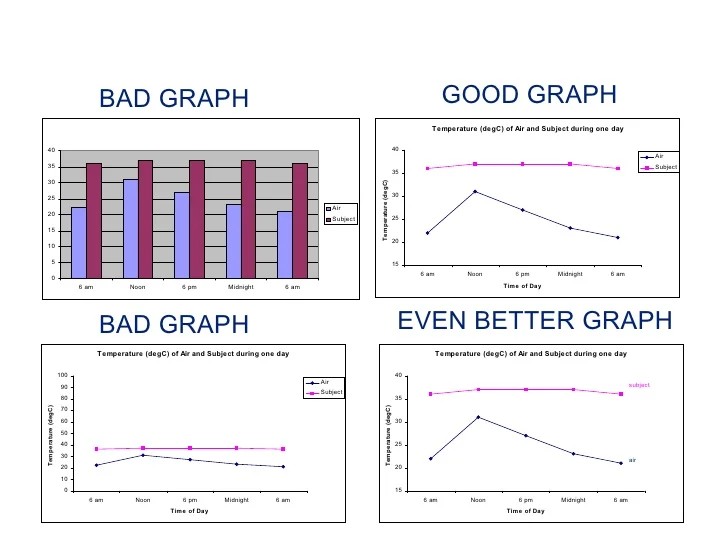 BAD GRAPH
40
35
30
25
20
15
10
5
0
6 am Noon 6 pm Midnight 6 am
Air
Subject
GOOD GRAPH
Temperature (degC) of Air and Subject during one day
Temperature (degC)
40
35
30
25
20
15
6 am Noon 6 pm Midnight 6 am
Time of Day
Air
Subject
BAD GRAPH
Temperature (degC) of Air and Subject during one day
Temperature (degC)
100
90
80
70
60
50
40
30
20
10
0
6 am Noon 6 pm Midnight 6 am
Time of Day
Air
Subject
EVEN BETTER GRAPH
Temperature (degC) of Air and Subject during one day
Temperature (degC)
40
35
30
25
20
15
6 am Noon 6 pm Midnight 6 am
Time of Day
subject
air